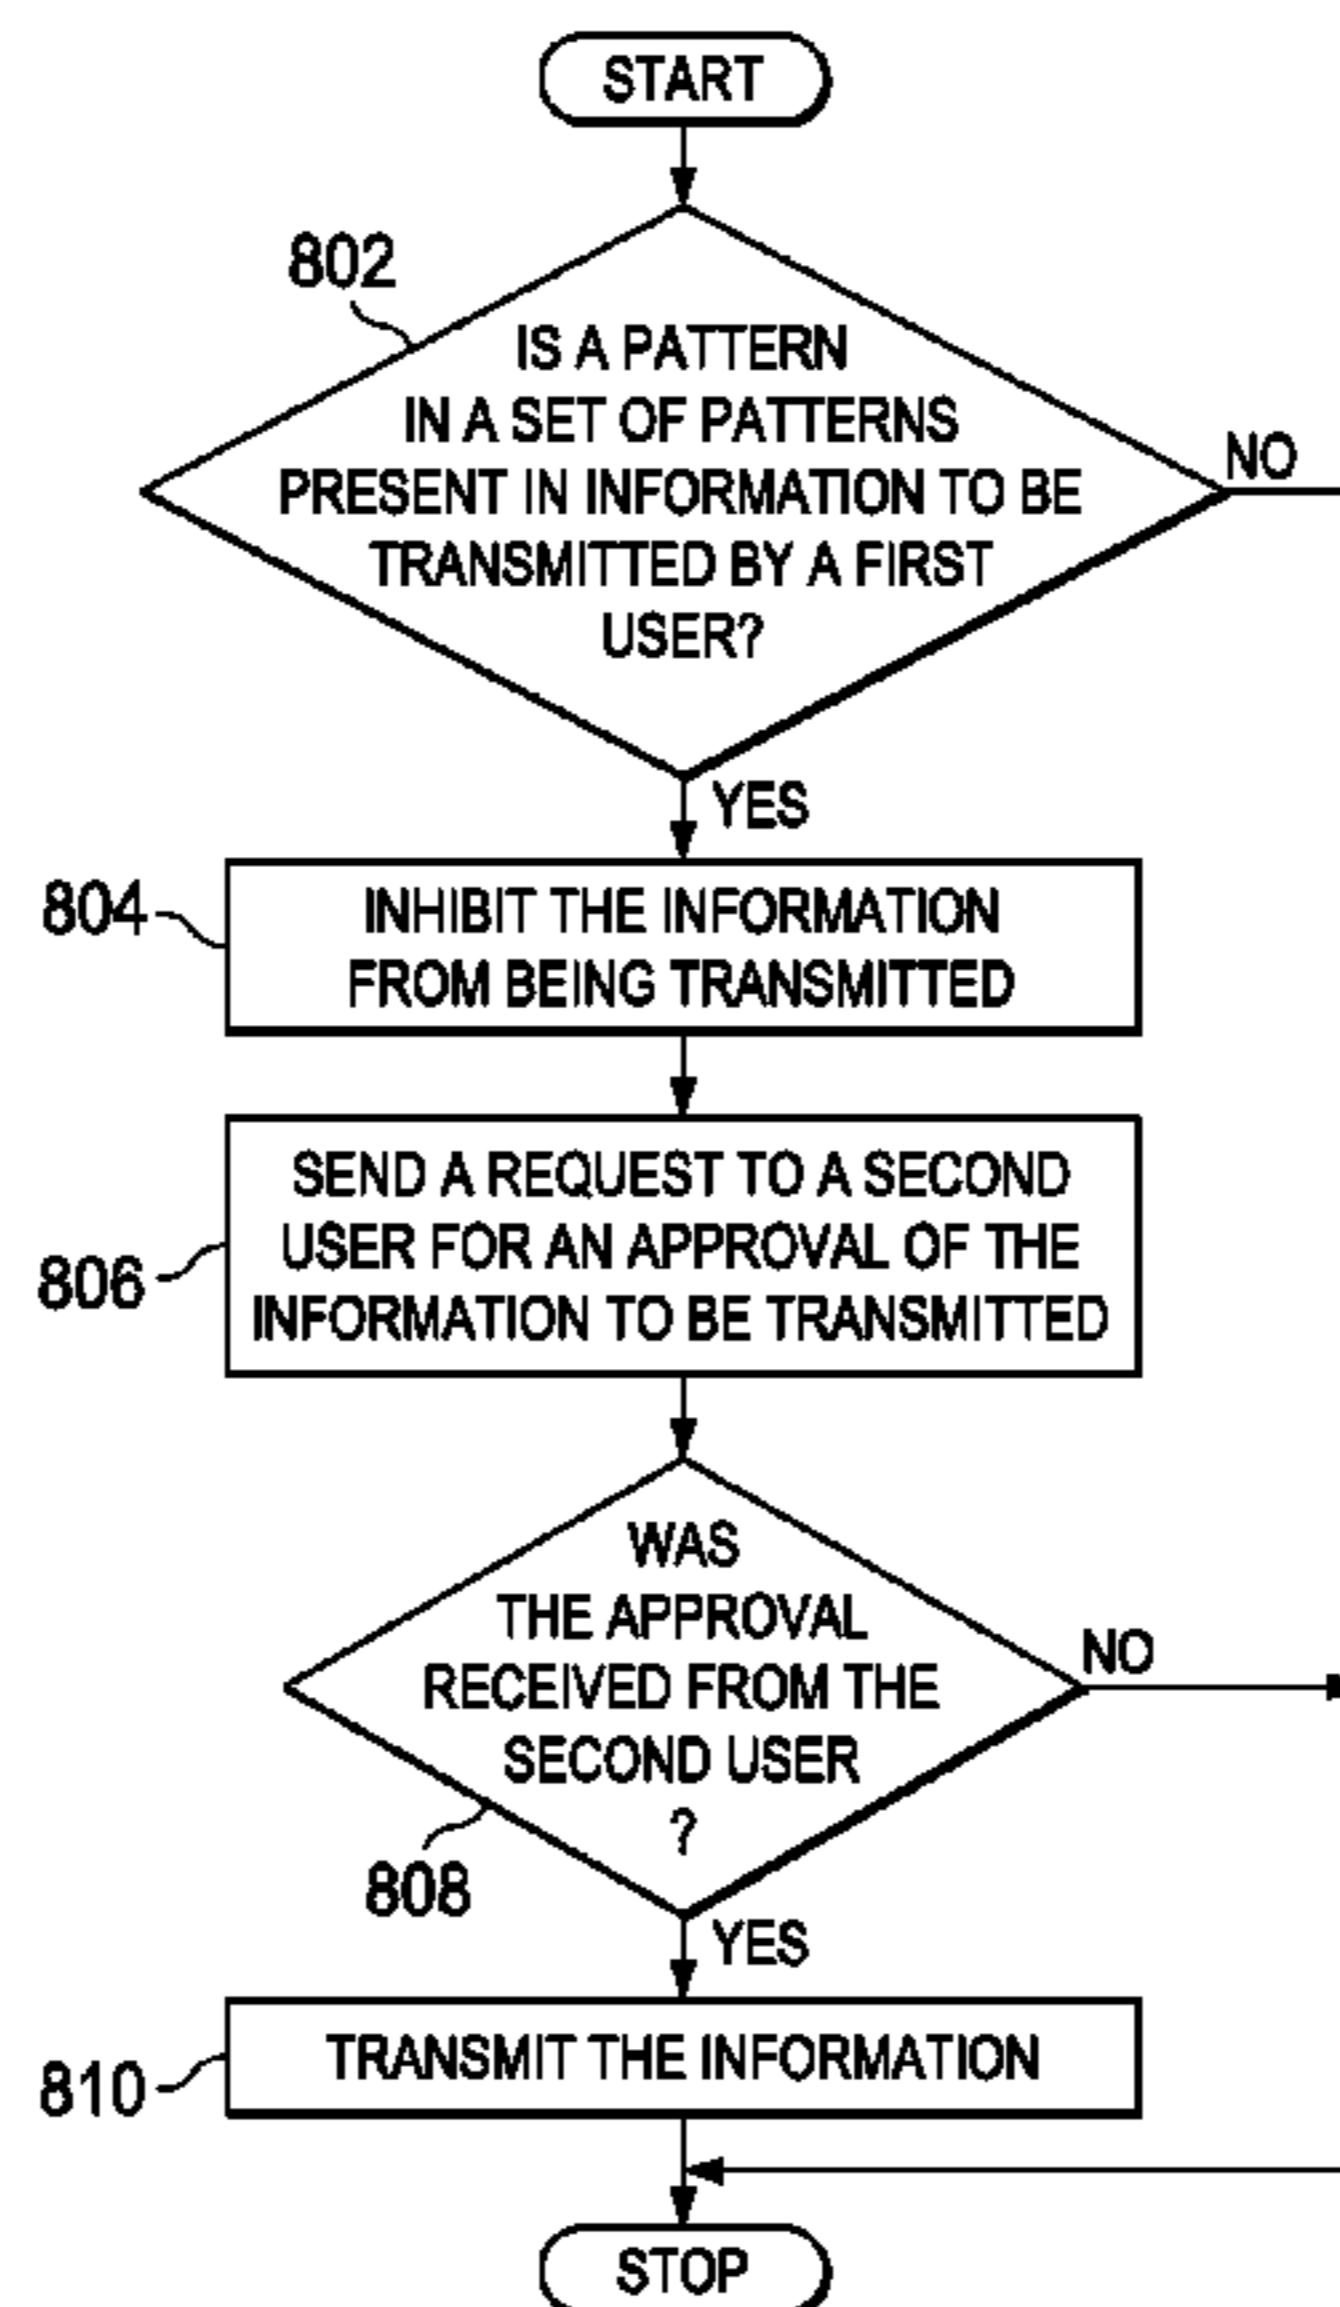 START
802
IS A PATTERN
IN A SET OF PATTERNS
PRESENT IN INFORMATION TO BE
TRANSMITTED BY A FIRST
USER?
NO
YES
804
INHIBIT THE INFORMATION
FROM BEING TRANSMITTED
806
SEND A REQUEST TO A SECOND
USER FOR AN APPROVAL OF THE
INFORMATION TO BE TRANSMITTED
WAS
THE APPROVAL
RECEIVED FROM THE
SECOND USER
?
NO
808
YES
810
TRANSMIT THE INFORMATION
STOP